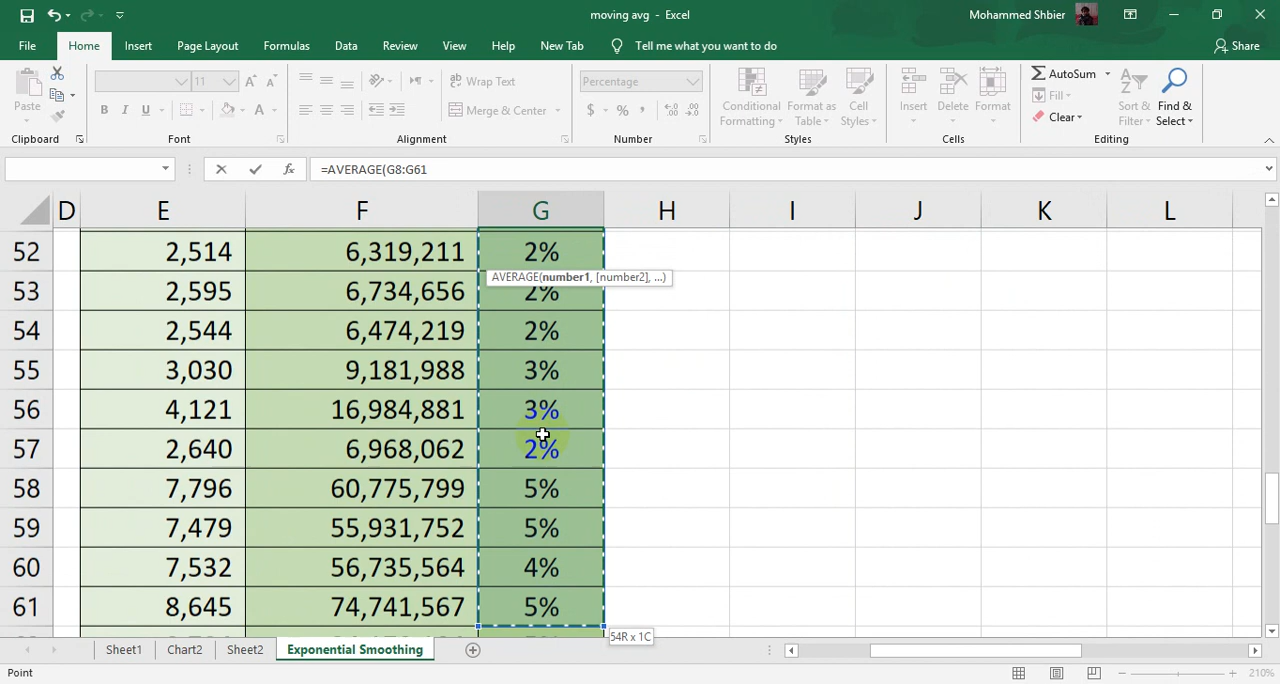 moving avg - Excel
Mohammed Shbier
File Home Insert Page Layout Formulas Data Review View Help New Tab Tell me what you want to do Share
Paste
11
Wrap Text
Percentage
Conditional Formatting
Format as Table
Cell Styles
Insert
Delete
Format
AutoSum
Fill
Clear
Sort & Filter
Find & Select
B I U
Merge & Center
$ % ,
Clipboard Font Alignment Number Styles Cells Editing
fx =AVERAGE(G8:G61
D E F G H I J K L
52 2,514 6,319,211 2%
AVERAGE(number1, [number2], ...)
53 2,595 6,734,656 2%
54 2,544 6,474,219 2%
55 3,030 9,181,988 3%
56 4,121 16,984,881 3%
57 2,640 6,968,062 2%
58 7,796 60,775,799 5%
59 7,479 55,931,752 5%
60 7,532 56,735,564 4%
61 8,645 74,741,567 5%
54R x 1C
Sheet1 Chart2 Sheet2 Exponential Smoothing
Point
210%